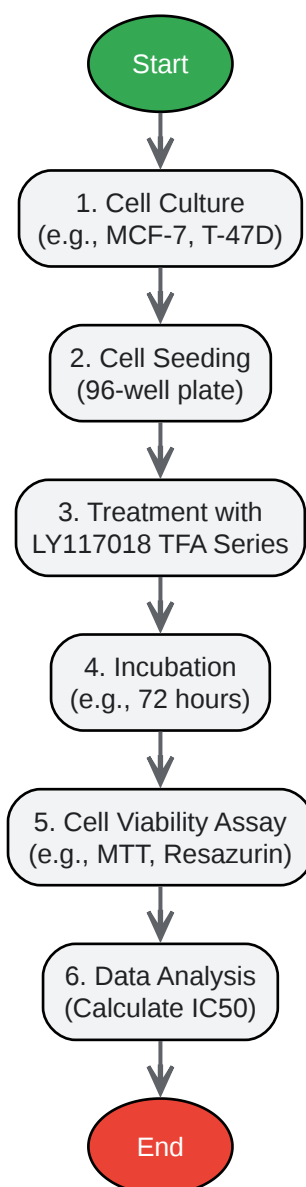 Start
1. Cell Culture
(e.g., MCF-7, T-47D)
2. Cell Seeding
(96-well plate)
3. Treatment with
LY117018 TFA Series
4. Incubation
(e.g., 72 hours)
5. Cell Viability Assay
(e.g., MTT, Resazurin)
6. Data Analysis
(Calculate IC50)
End